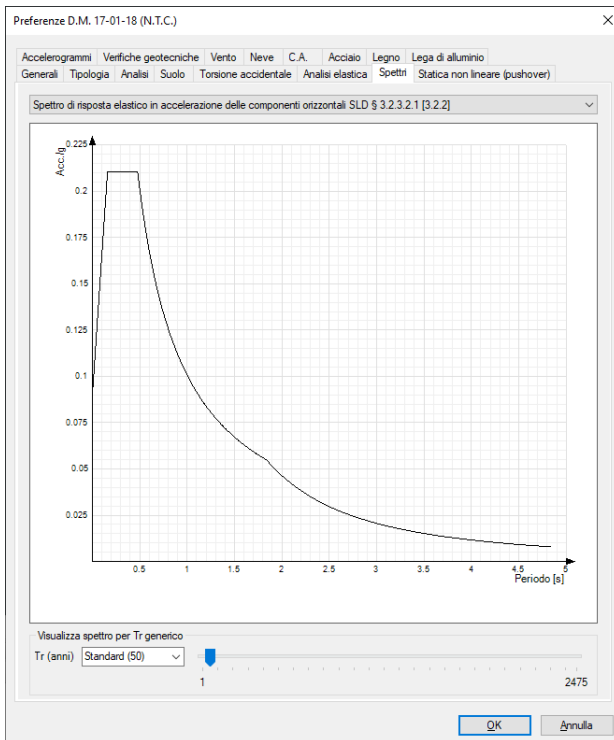 Preferenze D.M. 17-01-18 (N.T.C.)
Accelerogrammi Verifiche geotecniche Vento Neve C.A. Acciaio Legno Lega di alluminio
Generali Tipologia Analisi Suolo Torsione accidentale Analisi elastica Spettri Statica non lineare (pushover)
Spettro di risposta elastico in accelerazione delle componenti orizzontali SLD § 3.2.3.2.1 [3.2.2]
Acc./g
0.225
0.2
0.175
0.15
0.125
0.1
0.075
0.05
0.025
0.5 1 1.5 2 2.5 3 3.5 4 4.5 5
Periodo [s]
Visualizza spettro per Tr generico
Tr (anni) Standard (50)
1 2475
OK Annulla